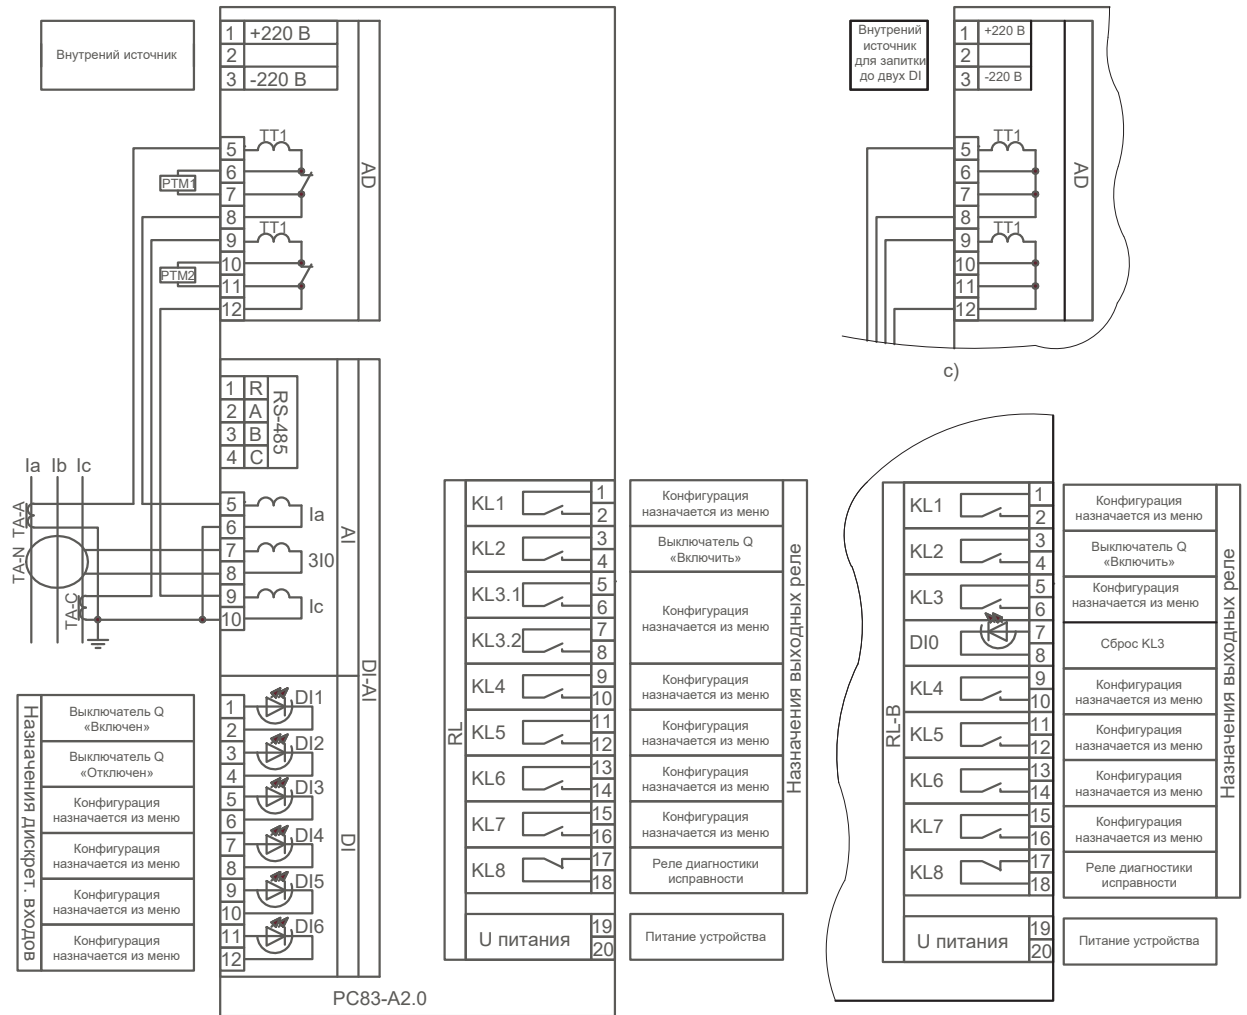 Внутрений источник
1 +220 В
2
3 -220 В
5 TT1
6
7
8
9 TT1
10
11
12
PTM1
PTM2
AD
1 R
2 A
3 B
4 C
RS-485
Ia Ib Ic
TA-A
TA-N
TA-C
5
6
7
8
9
10
Ia
3I0
Ic
AI
DI-AI
Назначения дискрет. входов
Выключатель Q
«Включен»
Выключатель Q
«Отключен»
Конфигурация
назначается из меню
Конфигурация
назначается из меню
Конфигурация
назначается из меню
Конфигурация
назначается из меню
1 DI1
2
3 DI2
4
5 DI3
6
7 DI4
8
9 DI5
10
11 DI6
12
DI
PC83-A2.0
RL
KL1 1
2
KL2 3
4
KL3.1 5
6
KL3.2 7
8
KL4 9
10
KL5 11
12
KL6 13
14
KL7 15
16
KL8 17
18
U питания 19
20
Конфигурация
назначается из меню
Выключатель Q
«Включить»
Конфигурация
назначается из меню
Конфигурация
назначается из меню
Конфигурация
назначается из меню
Конфигурация
назначается из меню
Конфигурация
назначается из меню
Реле диагностики
исправности
Питание устройства
Назначения выходных реле
Внутрений
источник
для запитки
до двух DI
1 +220 В
2
3 -220 В
5 TT1
6
7
8
9 TT1
10
11
12
AD
c)
RL-B
KL1 1
2
KL2 3
4
KL3 5
6
DI0 7
8
KL4 9
10
KL5 11
12
KL6 13
14
KL7 15
16
KL8 17
18
U питания 19
20
Конфигурация
назначается из меню
Выключатель Q
«Включить»
Конфигурация
назначается из меню
Сброс KL3
Конфигурация
назначается из меню
Конфигурация
назначается из меню
Конфигурация
назначается из меню
Конфигурация
назначается из меню
Реле диагностики
исправности
Питание устройства
Назначения выходных реле